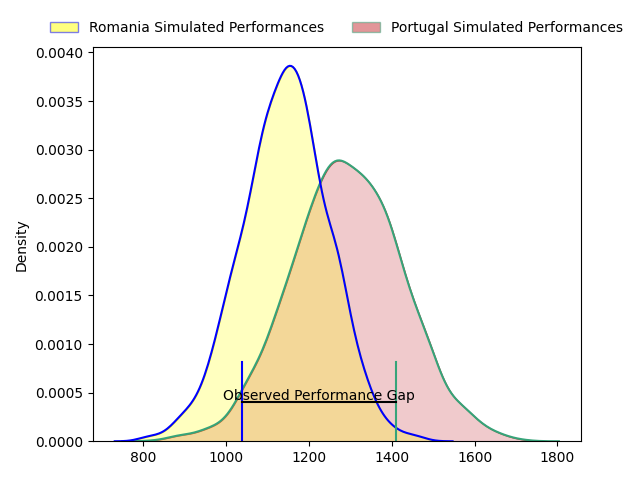 Romania Simulated Performances Portugal Simulated Performances
0.0040
0.0035
0.0030
0.0025
0.0020
0.0015
0.0010
0.0005
0.0000
Density
Observed Performance Gap
800 1000 1200 1400 1600 1800